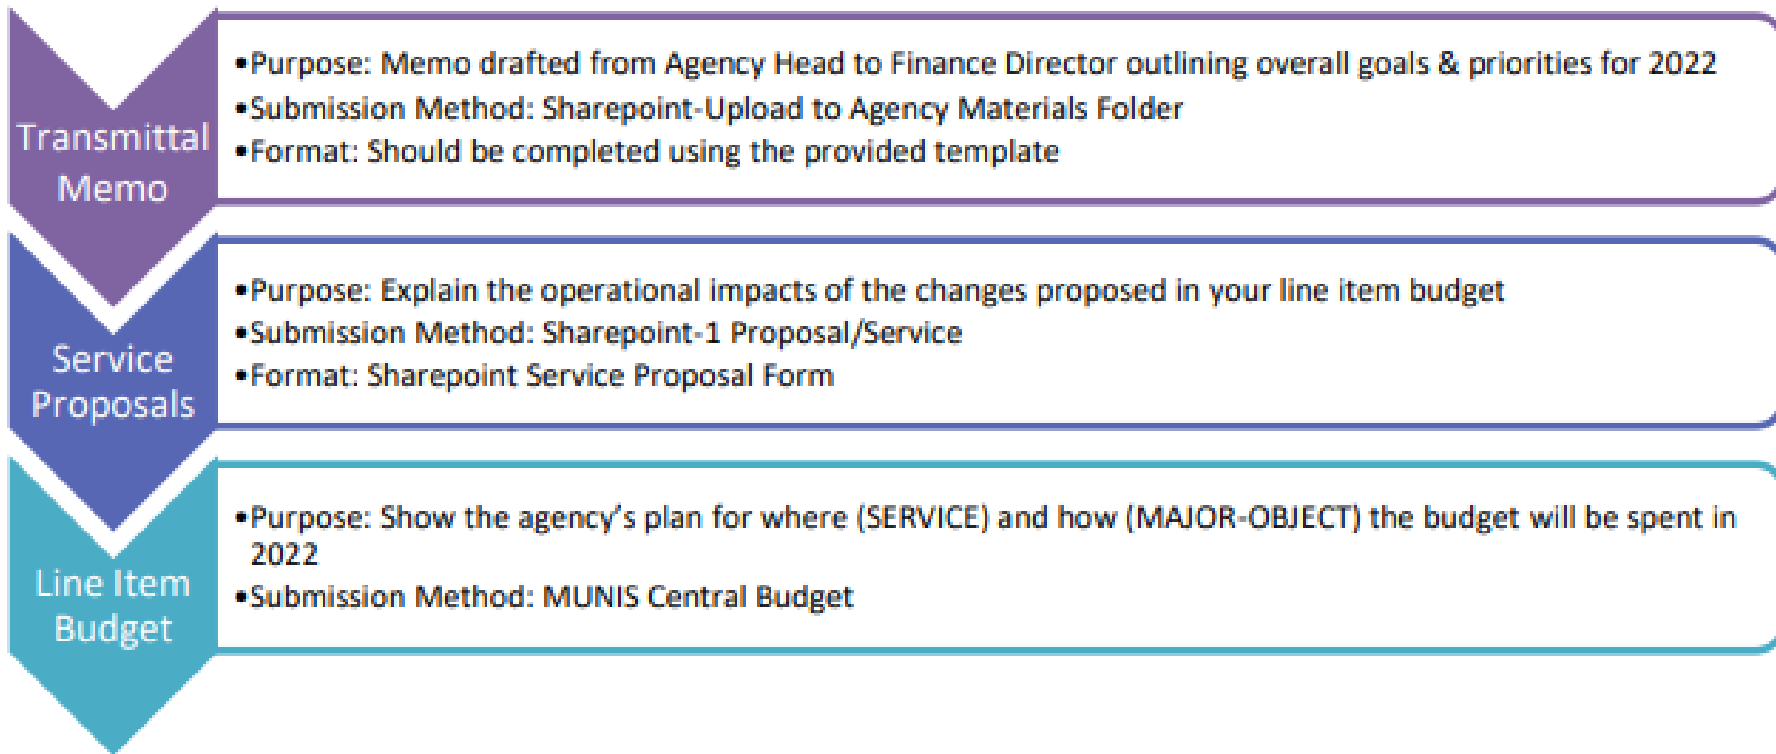 Transmittal
Memo
•Purpose: Memo drafted from Agency Head to Finance Director outlining overall goals & priorities for 2022
•Submission Method: Sharepoint-Upload to Agency Materials Folder
•Format: Should be completed using the provided template
Service
Proposals
•Purpose: Explain the operational impacts of the changes proposed in your line item budget
•Submission Method: Sharepoint-1 Proposal/Service
•Format: Sharepoint Service Proposal Form
Line Item
Budget
•Purpose: Show the agency’s plan for where (SERVICE) and how (MAJOR-OBJECT) the budget will be spent in
2022
•Submission Method: MUNIS Central Budget